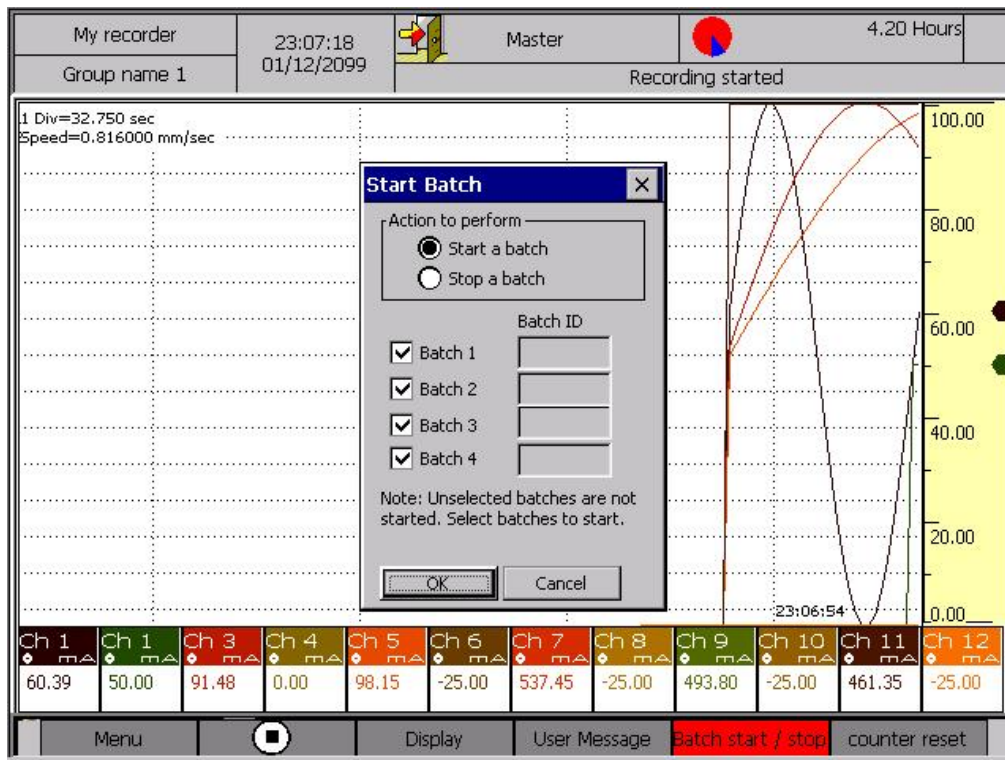 My recorder
Group name 1
23:07:18
01/12/2099
Master
4.20 Hours
Recording started
1 Div=32.750 sec
Speed=0.816000 mm/sec
100.00
80.00
60.00
40.00
20.00
0.00
23:06:54
Start Batch
Action to perform
Start a batch
Stop a batch
Batch ID
Batch 1
Batch 2
Batch 3
Batch 4
Note: Unselected batches are not
started. Select batches to start.
OK Cancel
Ch 1 Ch 1 Ch 3 Ch 4 Ch 5 Ch 6 Ch 7 Ch 8 Ch 9 Ch 10 Ch 11 Ch 12
mA mA mA mA mA mA mA mA mA mA mA mA
60.39 50.00 91.48 0.00 98.15 -25.00 537.45 -25.00 493.80 -25.00 461.35 -25.00
Menu Display User Message Batch start / stop counter reset